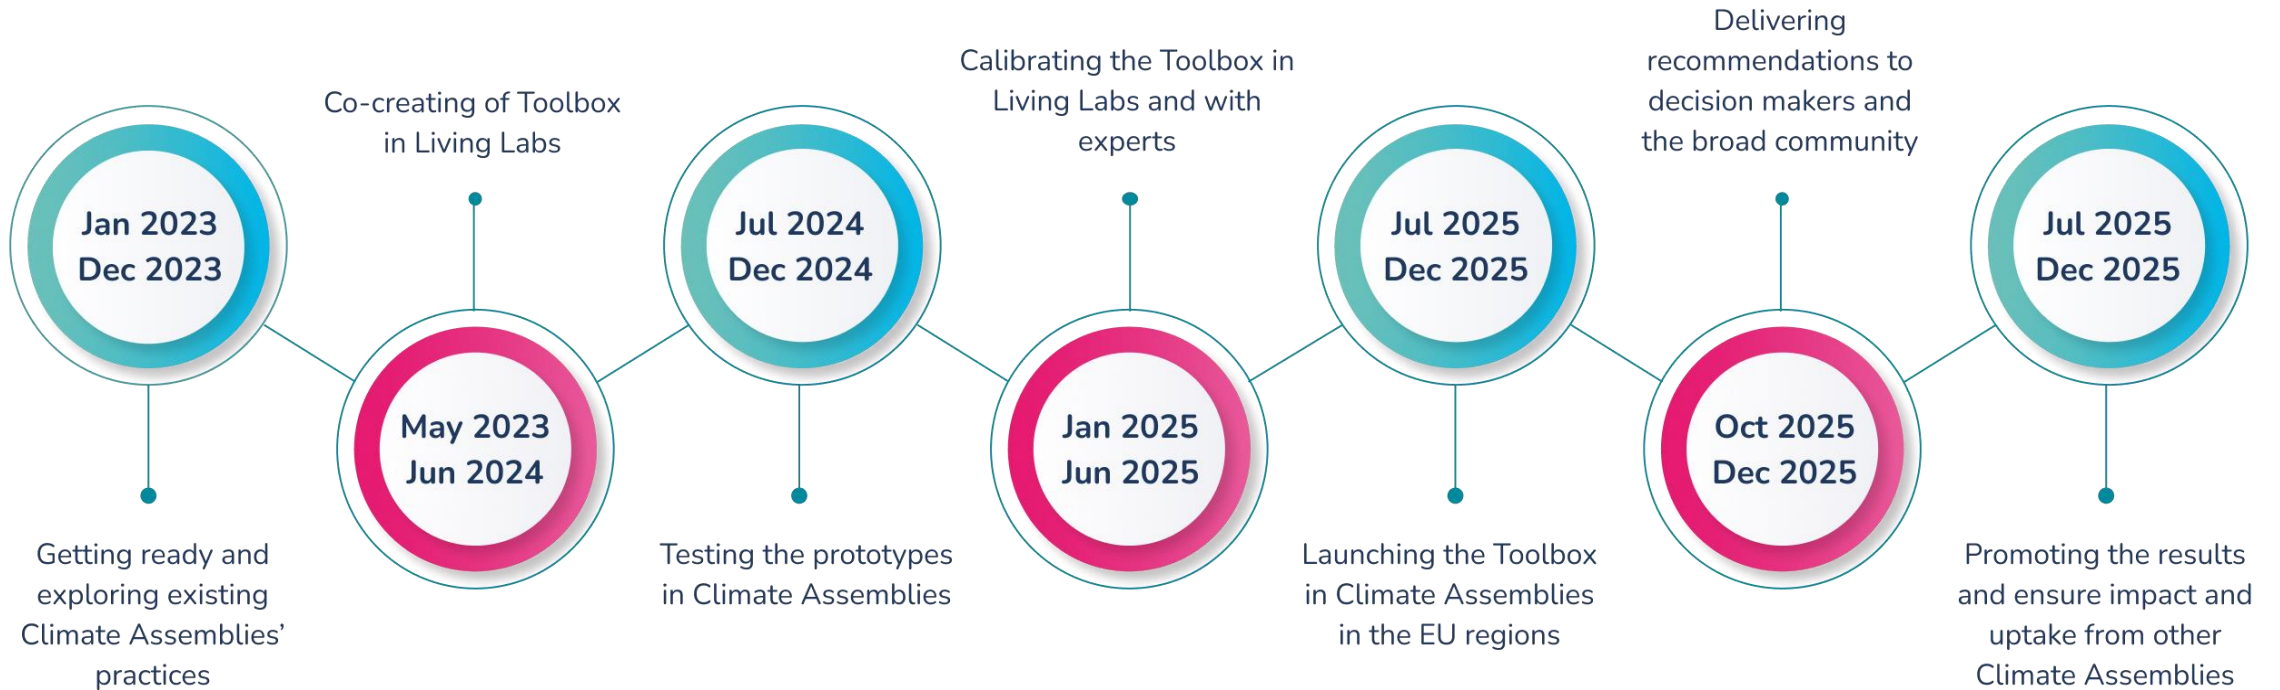 Jan 2023
Dec 2023
Getting ready and
exploring existing
Climate Assemblies’
practices
Co-creating of Toolbox
in Living Labs
May 2023
Jun 2024
Jul 2024
Dec 2024
Testing the prototypes
in Climate Assemblies
Calibrating the Toolbox in
Living Labs and with
experts
Jan 2025
Jun 2025
Jul 2025
Dec 2025
Launching the Toolbox
in Climate Assemblies
in the EU regions
Delivering
recommendations to
decision makers and
the broad community
Oct 2025
Dec 2025
Jul 2025
Dec 2025
Promoting the results
and ensure impact and
uptake from other
Climate Assemblies